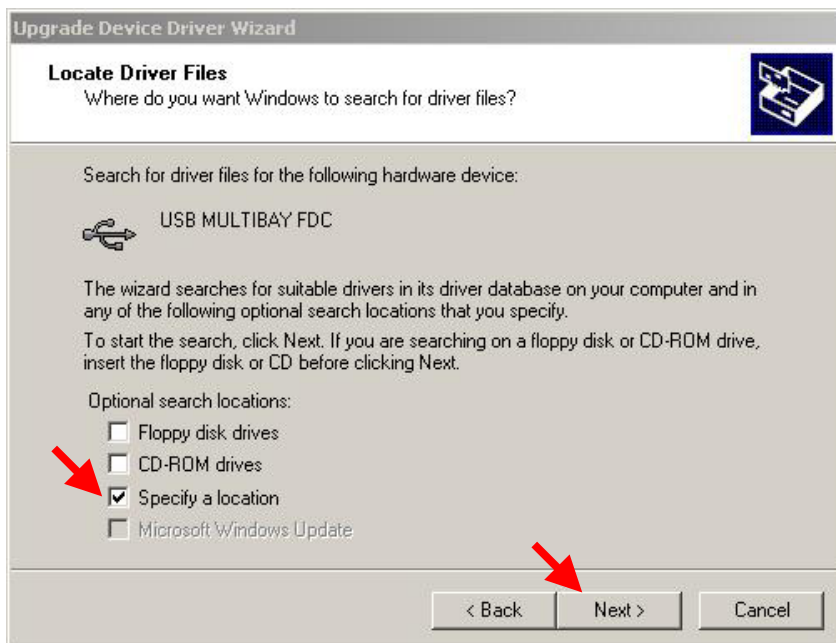 Upgrade Device Driver Wizard
Locate Driver Files
Where do you want Windows to search for driver files?
Search for driver files for the following hardware device:
USB MULTIBAY FDC
The wizard searches for suitable drivers in its driver database on your computer and in
any of the following optional search locations that you specify.
To start the search, click Next. If you are searching on a floppy disk or CD-ROM drive,
insert the floppy disk or CD before clicking Next.
Optional search locations:
Floppy disk drives
CD-ROM drives
Specify a location
Microsoft Windows Update
< Back Next > Cancel